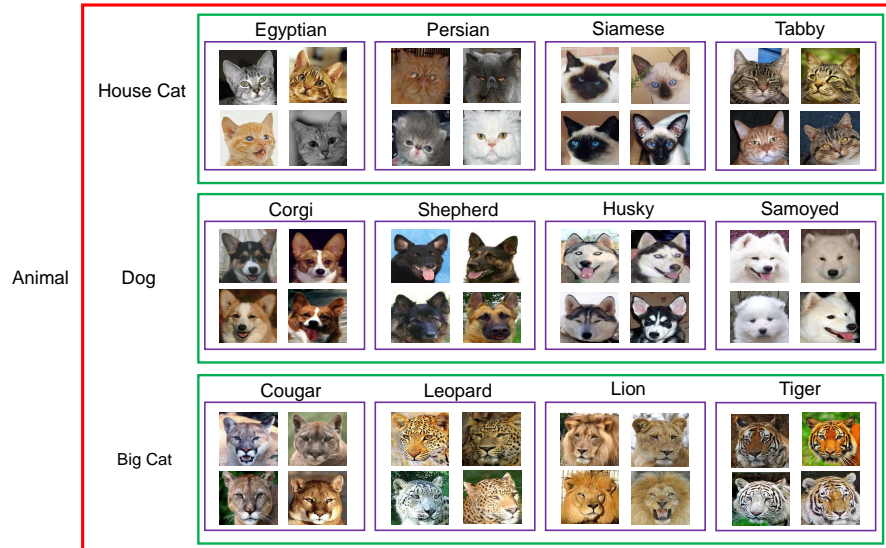 Egyptian Persian Siamese Tabby
House Cat
Corgi Shepherd Husky Samoyed
Animal Dog
Cougar Leopard Lion Tiger
Big Cat